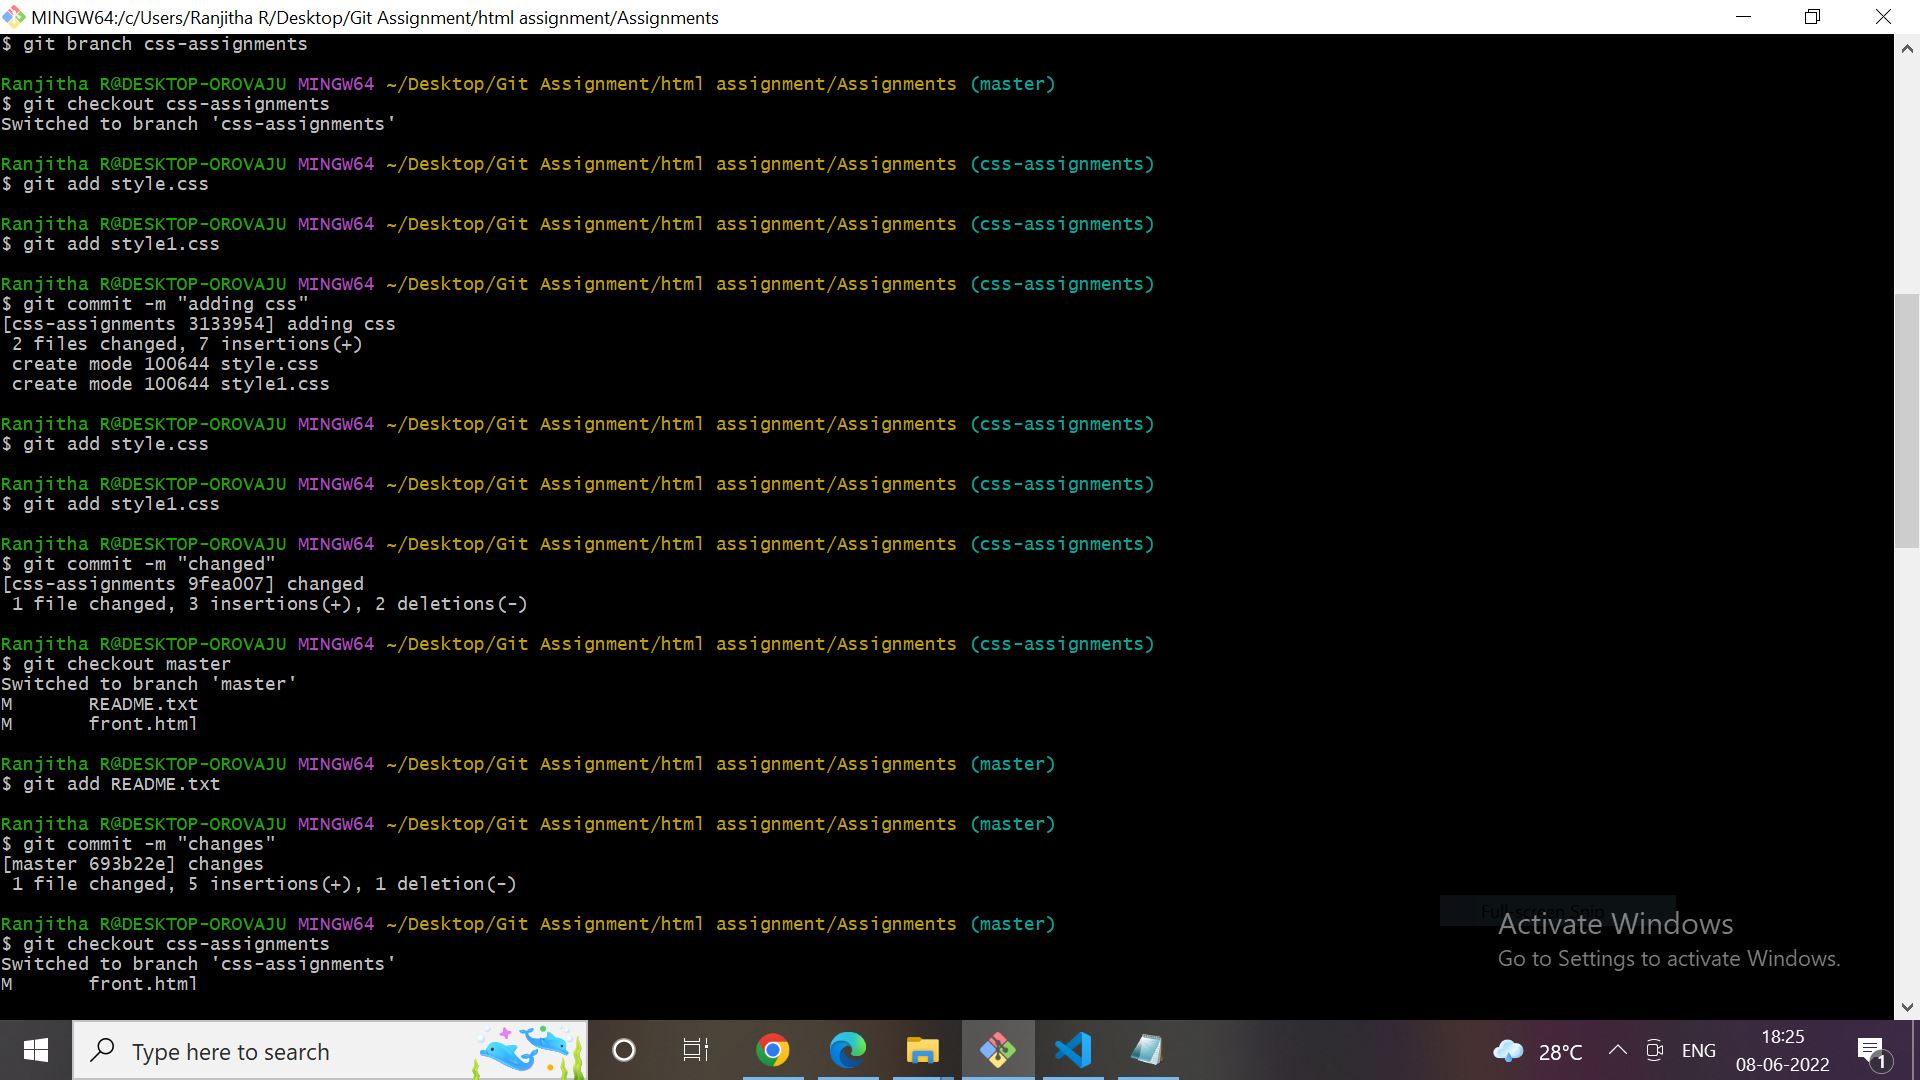 MINGW64:/c/Users/Ranjitha R/Desktop/Git Assignment/html assignment/Assignments
$ git branch css-assignments
Ranjitha R@DESKTOP-OROVAJU MINGW64 ~/Desktop/Git Assignment/html assignment/Assignments (master)
$ git checkout css-assignments
Switched to branch 'css-assignments'
Ranjitha R@DESKTOP-OROVAJU MINGW64 ~/Desktop/Git Assignment/html assignment/Assignments (css-assignments)
$ git add style.css
Ranjitha R@DESKTOP-OROVAJU MINGW64 ~/Desktop/Git Assignment/html assignment/Assignments (css-assignments)
$ git add style1.css
Ranjitha R@DESKTOP-OROVAJU MINGW64 ~/Desktop/Git Assignment/html assignment/Assignments (css-assignments)
$ git commit -m "adding css"
[css-assignments 3133954] adding css
2 files changed, 7 insertions(+)
create mode 100644 style.css
create mode 100644 style1.css
Ranjitha R@DESKTOP-OROVAJU MINGW64 ~/Desktop/Git Assignment/html assignment/Assignments (css-assignments)
$ git add style.css
Ranjitha R@DESKTOP-OROVAJU MINGW64 ~/Desktop/Git Assignment/html assignment/Assignments (css-assignments)
$ git add style1.css
Ranjitha R@DESKTOP-OROVAJU MINGW64 ~/Desktop/Git Assignment/html assignment/Assignments (css-assignments)
$ git commit -m "changed"
[css-assignments 9fea007] changed
1 file changed, 3 insertions(+), 2 deletions(-)
Ranjitha R@DESKTOP-OROVAJU MINGW64 ~/Desktop/Git Assignment/html assignment/Assignments (css-assignments)
$ git checkout master
Switched to branch 'master'
M README.txt
M front.html
Ranjitha R@DESKTOP-OROVAJU MINGW64 ~/Desktop/Git Assignment/html assignment/Assignments (master)
$ git add README.txt
Ranjitha R@DESKTOP-OROVAJU MINGW64 ~/Desktop/Git Assignment/html assignment/Assignments (master)
$ git commit -m "changes"
[master 693b22e] changes
1 file changed, 5 insertions(+), 1 deletion(-)
Ranjitha R@DESKTOP-OROVAJU MINGW64 ~/Desktop/Git Assignment/html assignment/Assignments (master)
$ git checkout css-assignments
Switched to branch 'css-assignments'
M front.html
Full-screen Snip
Activate Windows
Go to Settings to activate Windows.
Type here to search
28°C
ENG
18:25
08-06-2022
1